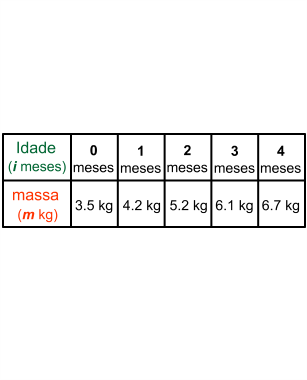 Idade (i meses) 0 meses 1 meses 2 meses 3 meses 4 meses
massa (m kg) 3.5 kg 4.2 kg 5.2 kg 6.1 kg 6.7 kg